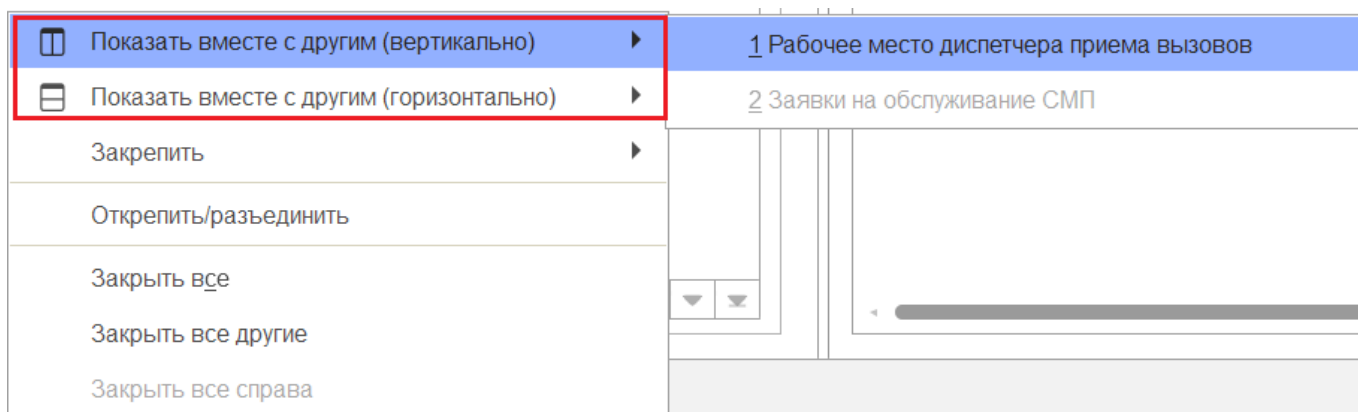 Показать вместе с другим (вертикально)
1 Рабочее место диспетчера приема вызовов
Показать вместе с другим (горизонтально)
2 Заявки на обслуживание СМП
Закрепить
Открепить/разъединить
Закрыть все
Закрыть все другие
Закрыть все справа